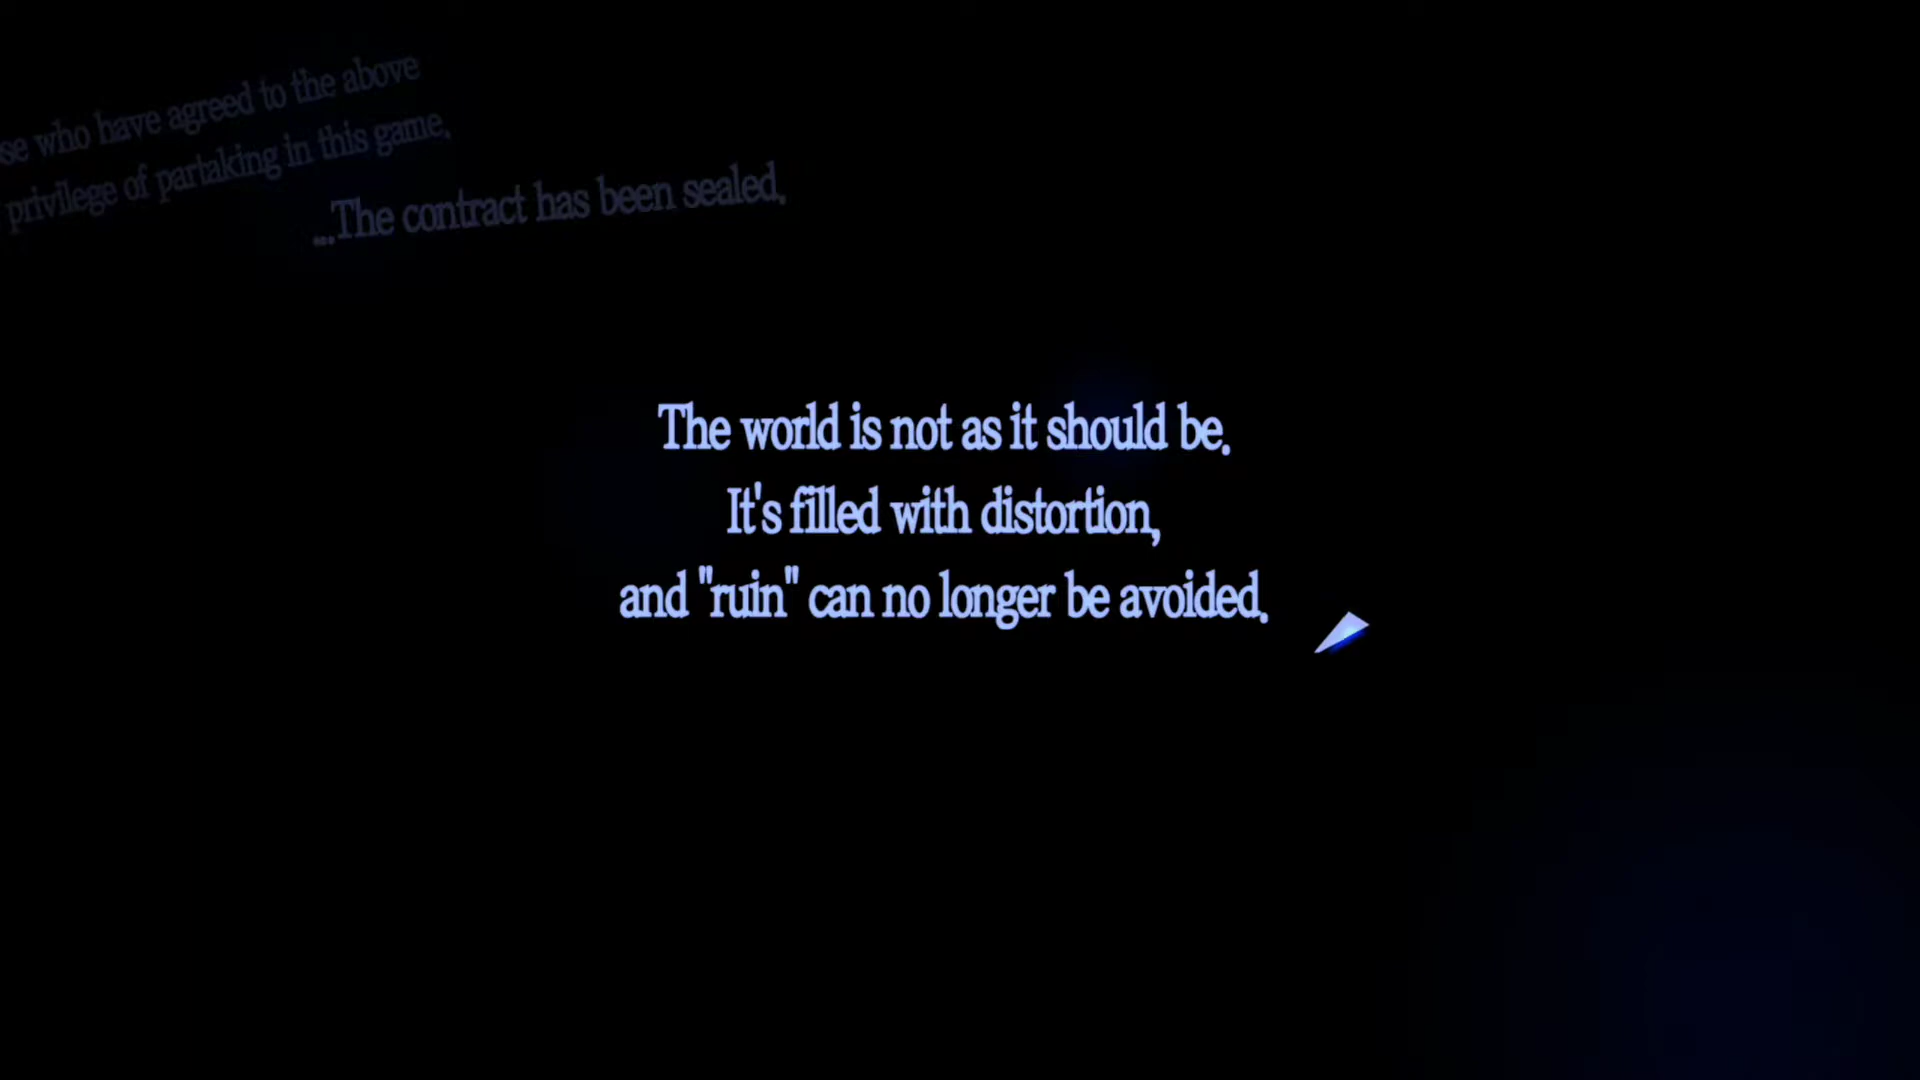 se who have agreed to the above
privilege of partaking in this game.
...The contract has been sealed.
The world is not as it should be.
It's filled with distortion,
and "ruin" can no longer be avoided.